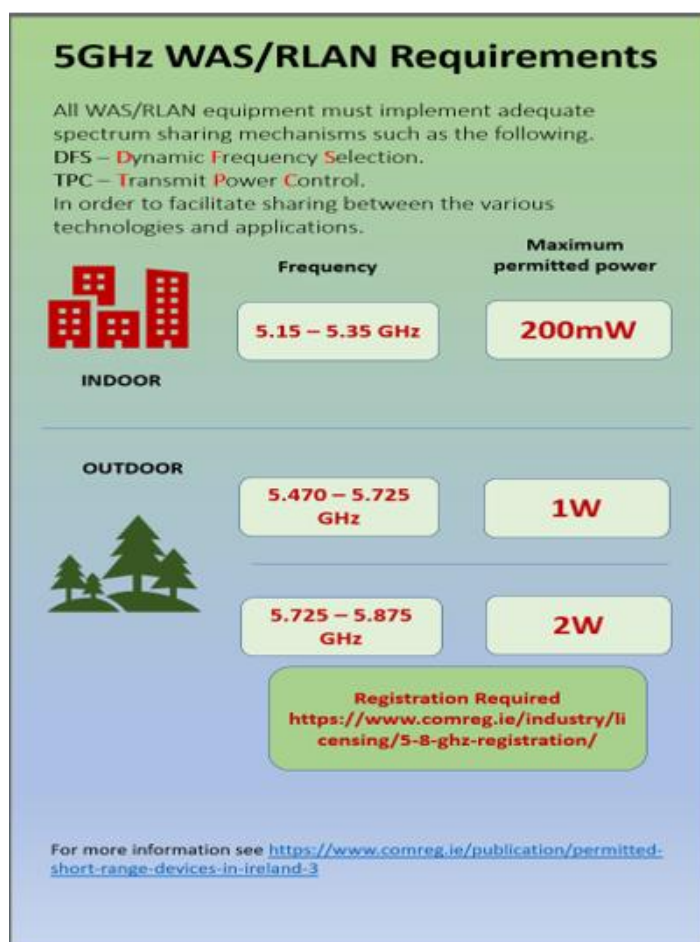 5GHz WAS/RLAN Requirements
All WAS/RLAN equipment must implement adequate
spectrum sharing mechanisms such as the following.
DFS – Dynamic Frequency Selection.
TPC – Transmit Power Control.
In order to facilitate sharing between the various
technologies and applications.
Frequency
Maximum
permitted power
5.15 – 5.35 GHz
200mW
INDOOR
OUTDOOR
5.470 – 5.725
GHz
1W
5.725 – 5.875
GHz
2W
Registration Required
https://www.comreg.ie/industry/li
censing/5-8-ghz-registration/
For more information see https://www.comreg.ie/publication/permitted-
short-range-devices-in-ireland-3